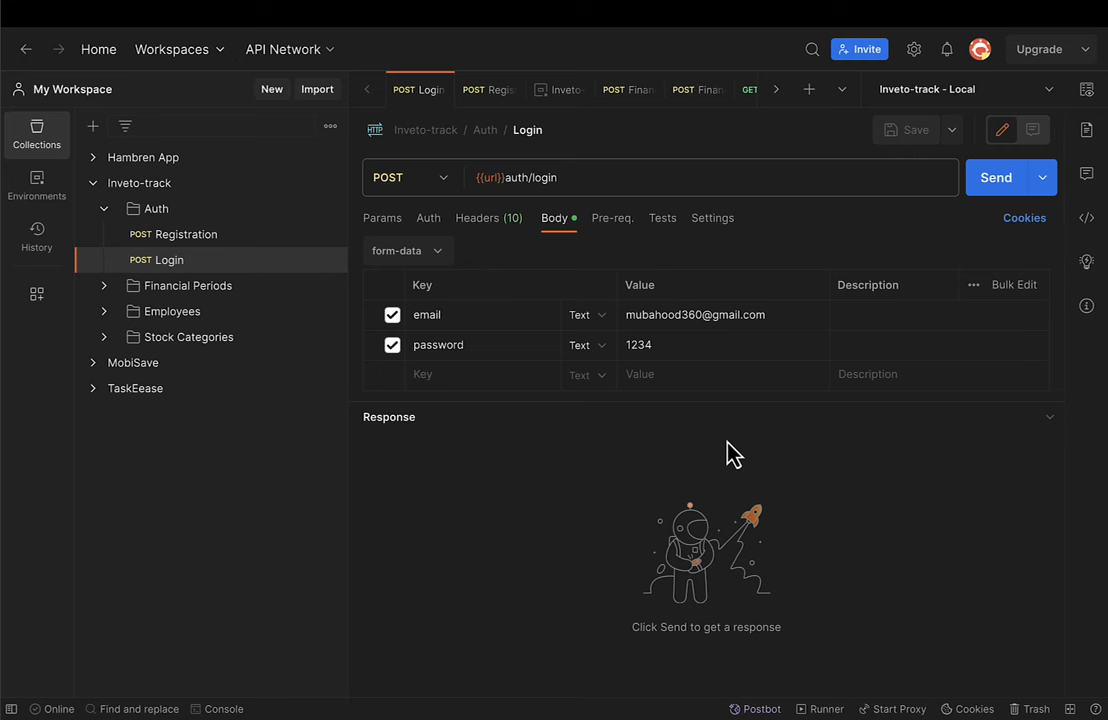 Home Workspaces API Network Invite Upgrade
My Workspace New Import POST Login POST Regis Inveto- POST Finan POST Finan GET Inveto-track - Local
Collections
Environments
History
Hambren App
Inveto-track
Auth
POST Registration
POST Login
Financial Periods
Employees
Stock Categories
MobiSave
TaskEease
HTTP Inveto-track / Auth / Login Save
POST {{url}}auth/login Send
Params Auth Headers (10) Body Pre-req. Tests Settings Cookies
form-data
Key Value Description Bulk Edit
email Text mubahood360@gmail.com
password Text 1234
Key Text Value Description
Response
Click Send to get a response
Online Find and replace Console Postbot Runner Start Proxy Cookies Trash